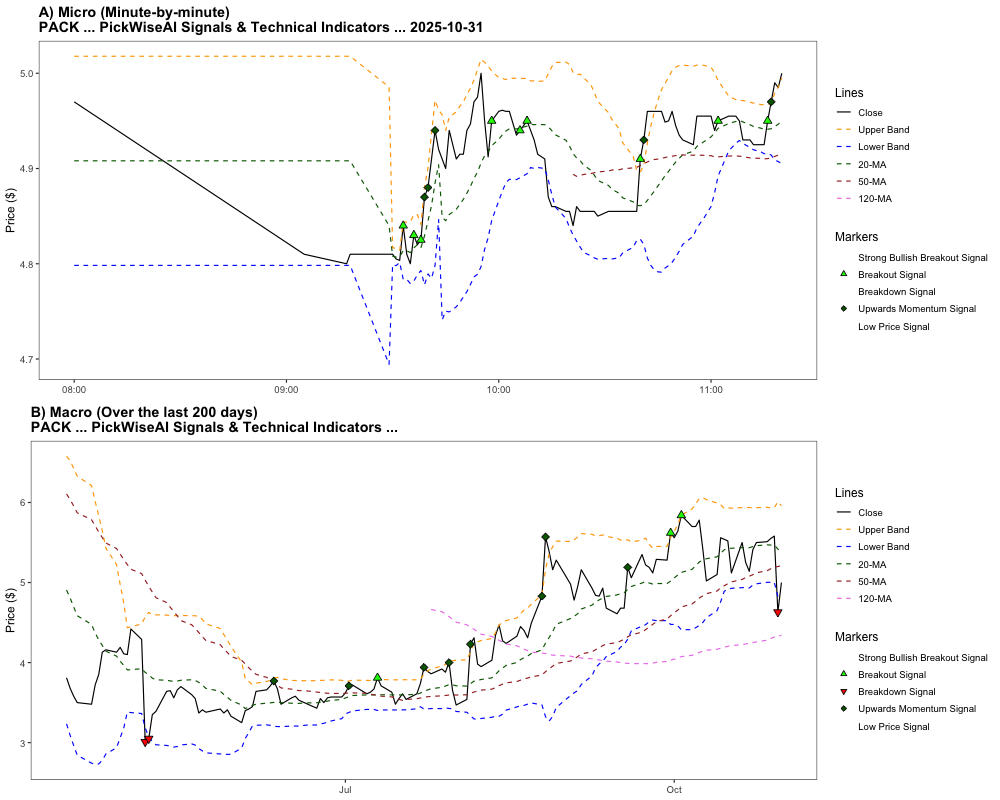 A) Micro (Minute-by-minute)
PACK ... PickWiseAI Signals & Technical Indicators ... 2025-10-31
Price ($)
5.0
4.9
4.8
4.7
08:00
09:00
10:00
11:00
Lines
Close
Upper Band
Lower Band
20-MA
50-MA
120-MA
Markers
Strong Bullish Breakout Signal
Breakout Signal
Breakdown Signal
Upwards Momentum Signal
Low Price Signal
B) Macro (Over the last 200 days)
PACK ... PickWiseAI Signals & Technical Indicators ...
Price ($)
6
5
4
3
Jul
Oct
Lines
Close
Upper Band
Lower Band
20-MA
50-MA
120-MA
Markers
Strong Bullish Breakout Signal
Breakout Signal
Breakdown Signal
Upwards Momentum Signal
Low Price Signal